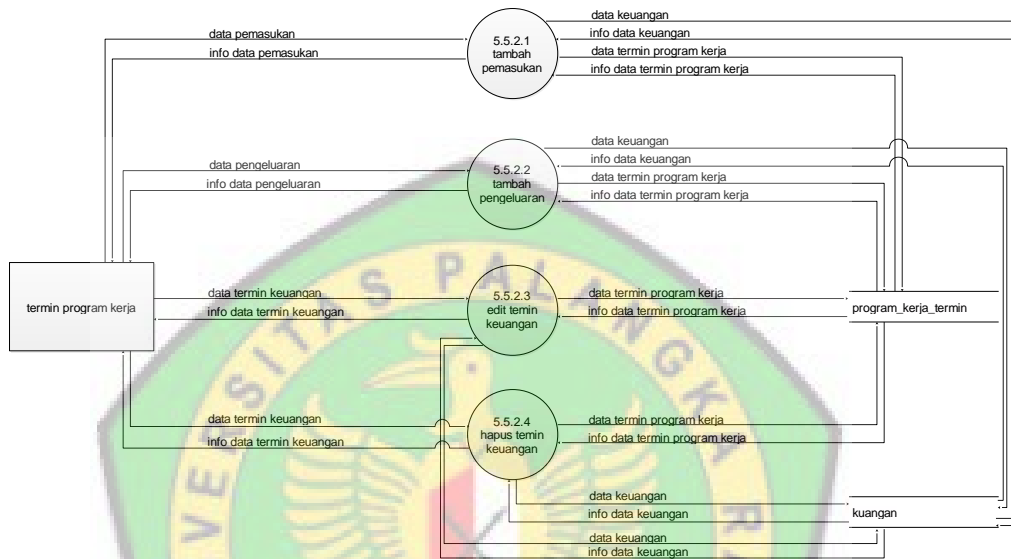 data keuangan
info data keuangan
data termin program kerja
info data termin program kerja
data pemasukan
info data pemasukan
5.5.2.1
tambah
pemasukan
data keuangan
info data keuangan
data termin program kerja
info data termin program kerja
data pengeluaran
info data pengeluaran
5.5.2.2
tambah
pengeluaran
termin program kerja
data termin keuangan
info data termin keuangan
5.5.2.3
edit temin
keuangan
data termin program kerja
info data termin program kerja
program_kerja_termin
data termin keuangan
info data termin keuangan
5.5.2.4
hapus temin
keuangan
data termin program kerja
info data termin program kerja
data keuangan
info data keuangan
kuangan
data keuangan
info data keuangan
VERSITAS PALANGKA RA